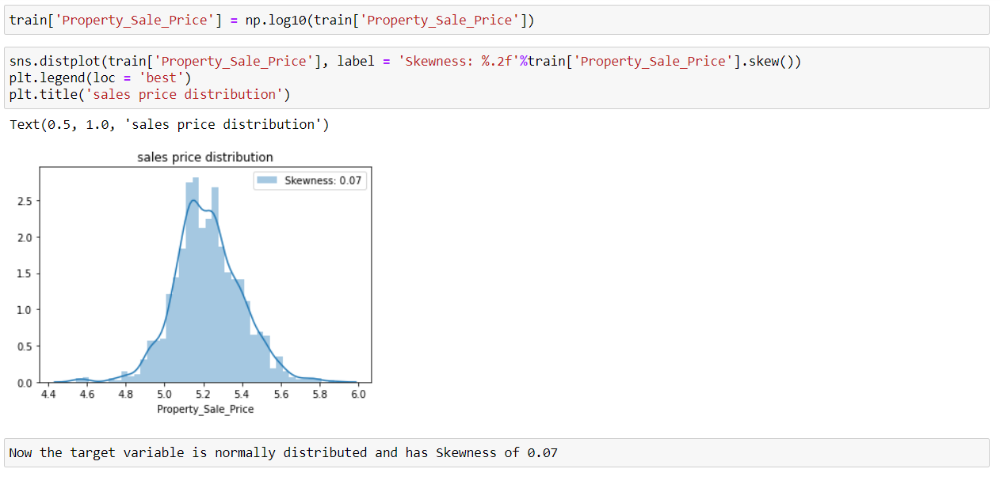 train['Property_Sale_Price'] = np.log10(train['Property_Sale_Price'])
sns.distplot(train['Property_Sale_Price'], label = 'Skewness: %.2f'%train['Property_Sale_Price'].skew())
plt.legend(loc = 'best')
plt.title('sales price distribution')
Text(0.5, 1.0, 'sales price distribution')
sales price distribution
Skewness: 0.07
2.5
2.0
1.5
1.0
0.5
0.0
4.4 4.6 4.8 5.0 5.2 5.4 5.6 5.8 6.0
Property_Sale_Price
Now the target variable is normally distributed and has Skewness of 0.07